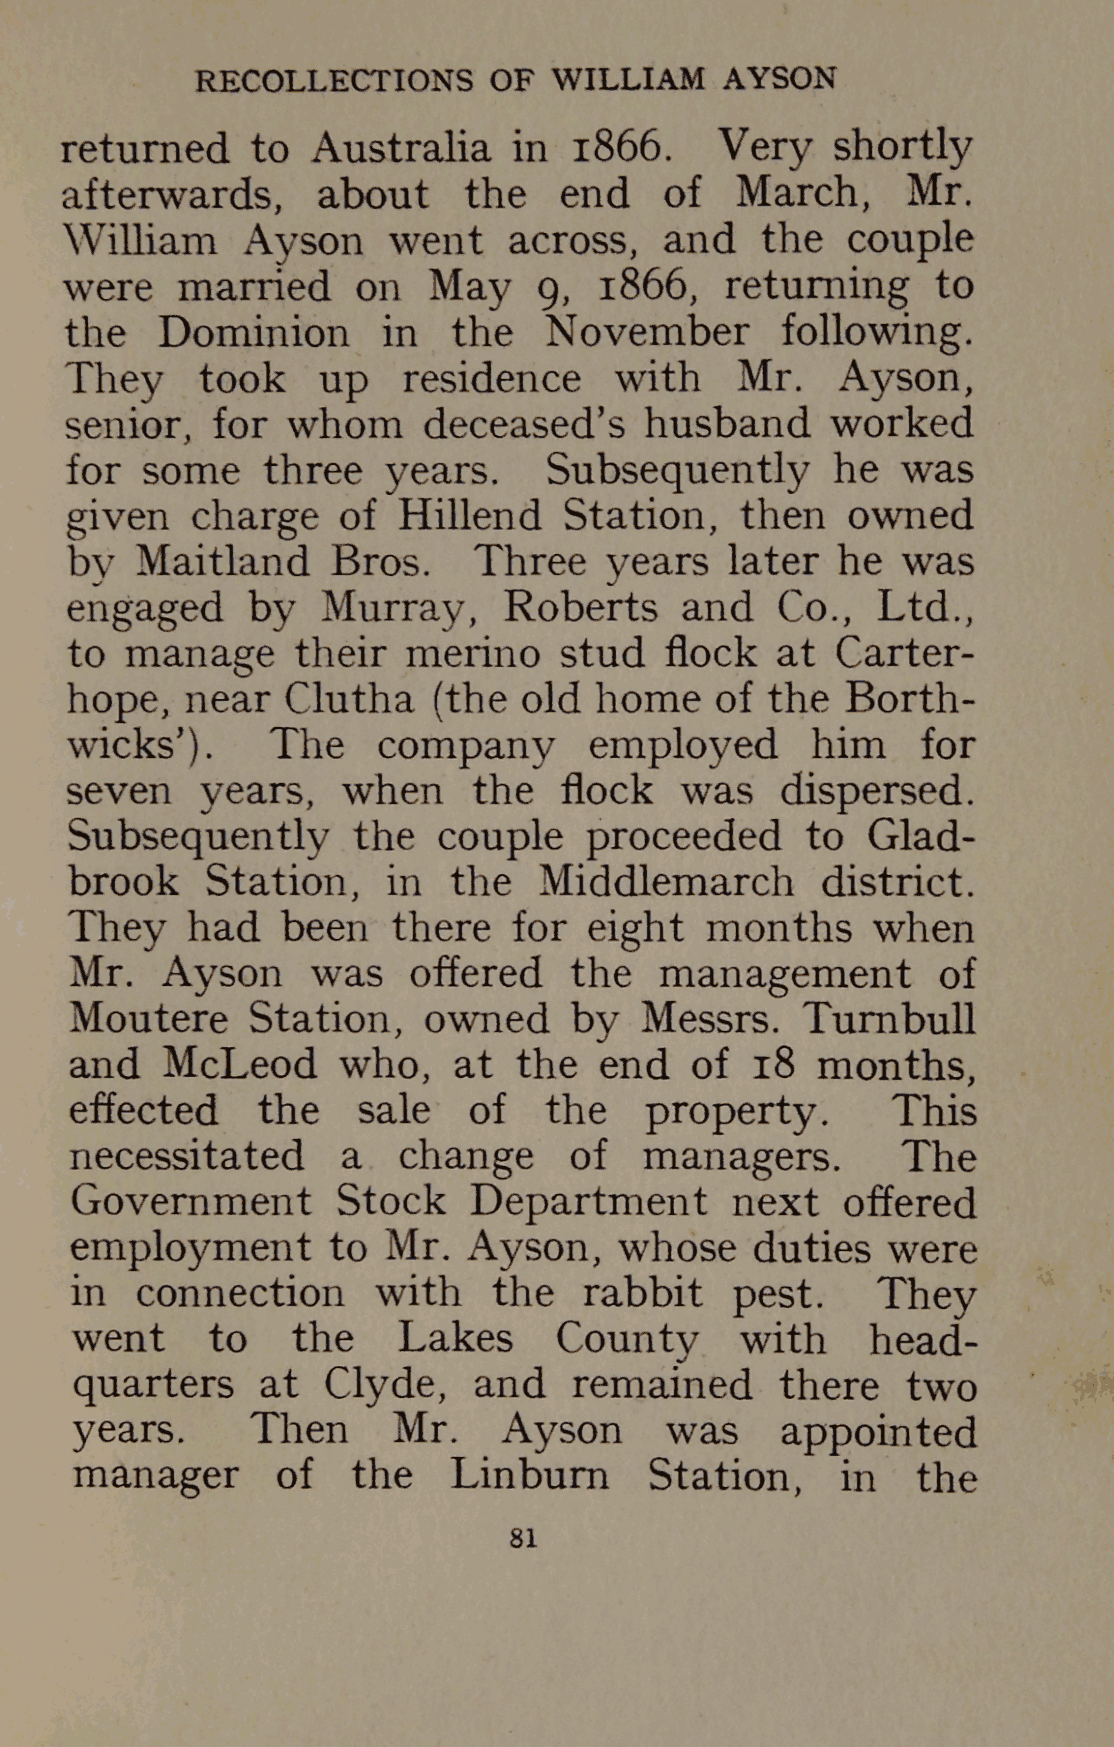 RECOLLECTIONS OF WILLIAM AYSON
returned to Australia in 1866. Very shortly
afterwards, about the end of March, Mr.
William Ayson went across, and the couple
were married on May 9, 1866, returning to
the Dominion in the November following.
They took up residence with Mr. Ayson,
senior, for whom deceased's husband worked
for some three years. Subsequently he was
given charge of Hillend Station, then owned
by Maitland Bros. Three years later he was
engaged by Murray, Roberts and Co., Ltd.,
to manage their merino stud flock at Carter-
hope, near Clutha (the old home of the Borth-
wicks'). The company employed him for
seven years, when the flock was dispersed.
Subsequently the couple proceeded to Glad-
brook Station, in the Middlemarch district.
They had been there for eight months when
Mr. Ayson was offered the management of
Moutere Station, owned by Messrs. Turnbull
and McLeod who, at the end of 18 months,
effected the sale of the property. This
necessitated a change of managers. The
Government Stock Department next offered
employment to Mr. Ayson, whose duties were
in connection with the rabbit pest. They
went to the Lakes County with head-
quarters at Clyde, and remained there two
years. Then Mr. Ayson was appointed
manager of the Linburn Station, in the
81